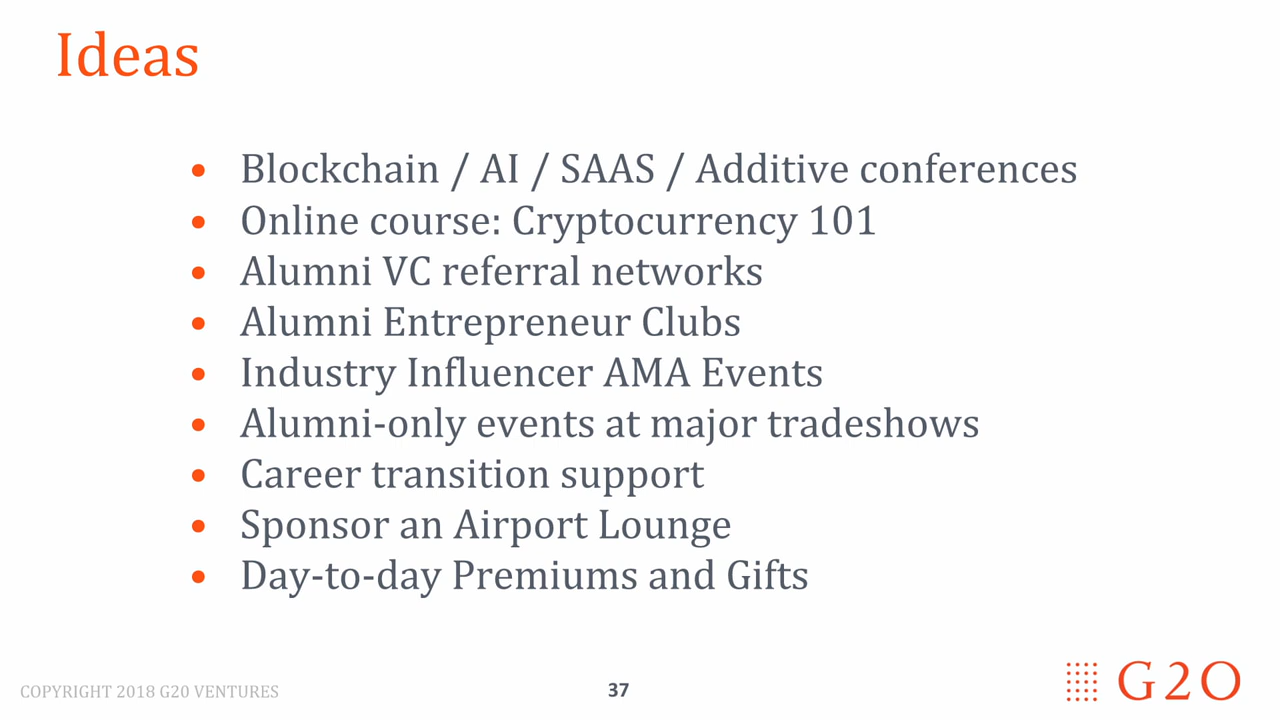 Ideas
• Blockchain / AI / SAAS / Additive conferences
• Online course: Cryptocurrency 101
• Alumni VC referral networks
• Alumni Entrepreneur Clubs
• Industry Influencer AMA Events
• Alumni-only events at major tradeshows
• Career transition support
• Sponsor an Airport Lounge
• Day-to-day Premiums and Gifts
COPYRIGHT 2018 G20 VENTURES
37
G2O